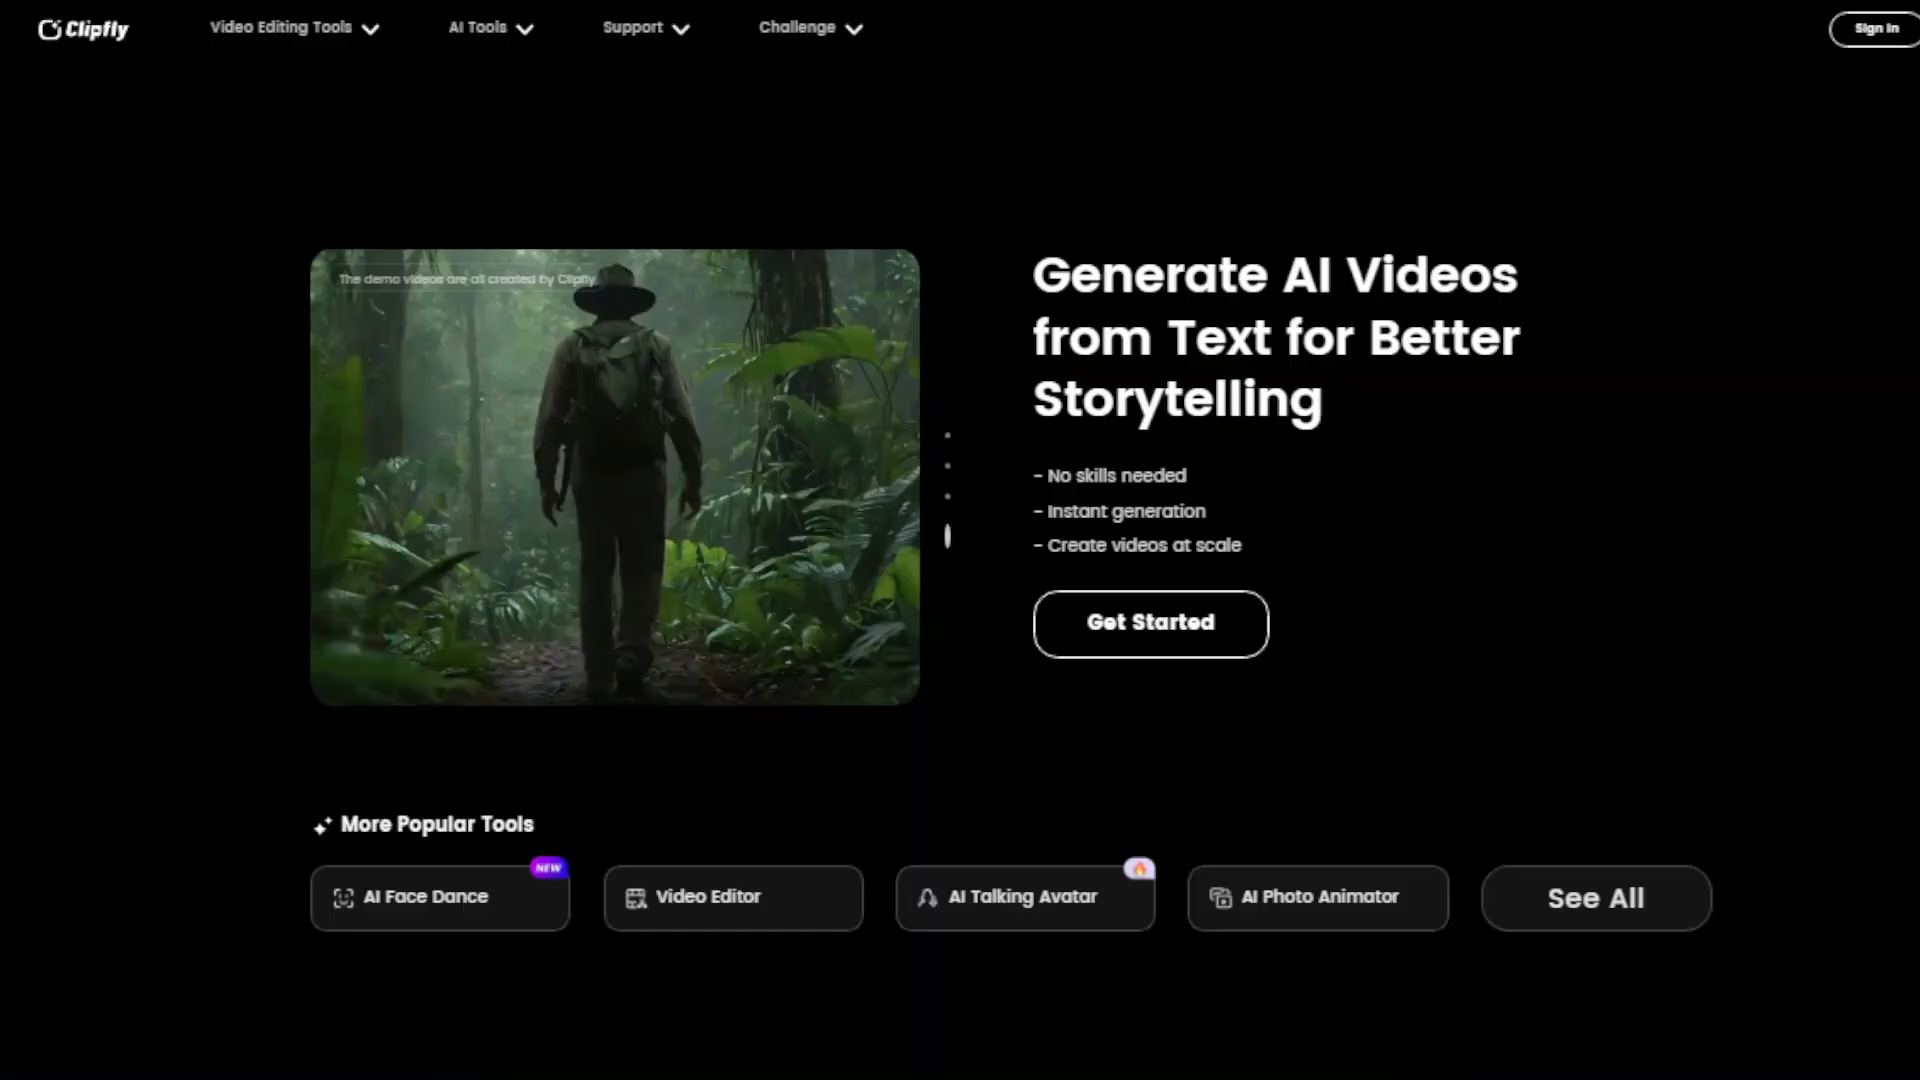 Clipfly
Video Editing Tools
AI Tools
Support
Challenge
Sign In
The demo videos are all created by Clipfly
Generate AI Videos
from Text for Better
Storytelling
- No skills needed
- Instant generation
- Create videos at scale
Get Started
More Popular Tools
NEW
AI Face Dance
Video Editor
AI Talking Avatar
AI Photo Animator
See All